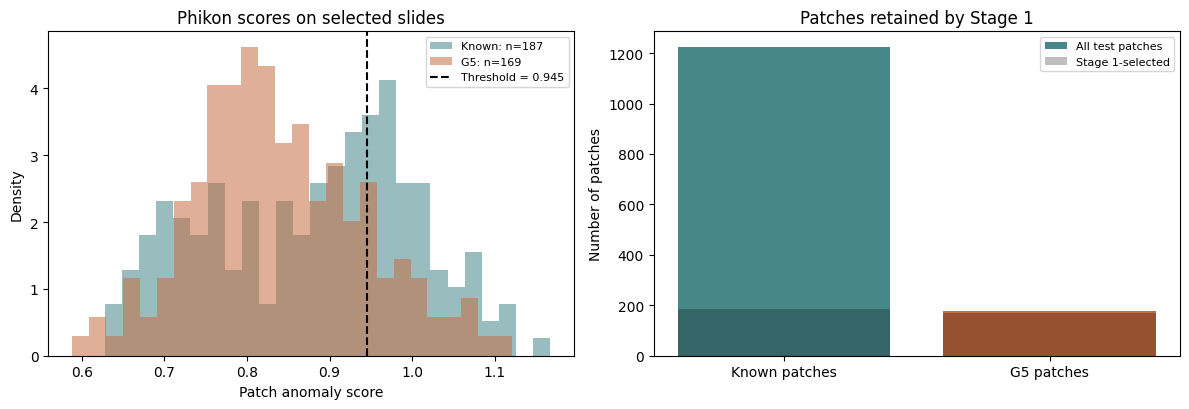 Phikon scores on selected slides
Known: n=187
G5: n=169
Threshold = 0.945
Density
4
3
2
1
0
0.6 0.7 0.8 0.9 1.0 1.1
Patch anomaly score
Patches retained by Stage 1
All test patches
Stage 1-selected
Number of patches
1200
1000
800
600
400
200
0
Known patches G5 patches